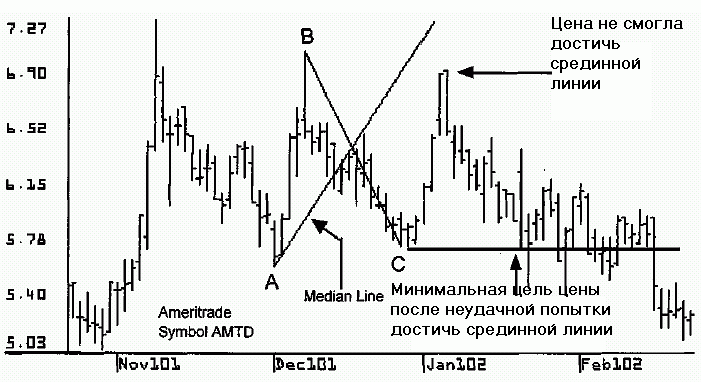 7.27
6.90
6.52
6.15
5.78
5.40
5.03
B
Цена не смогла
достичь
срединной
линии
A
C
Median Line
Минимальная цель цены
после неудачной попытки
достичь срединной линии
Ameritrade
Symbol AMTD
Nov101
Dec101
Jan102
Feb102